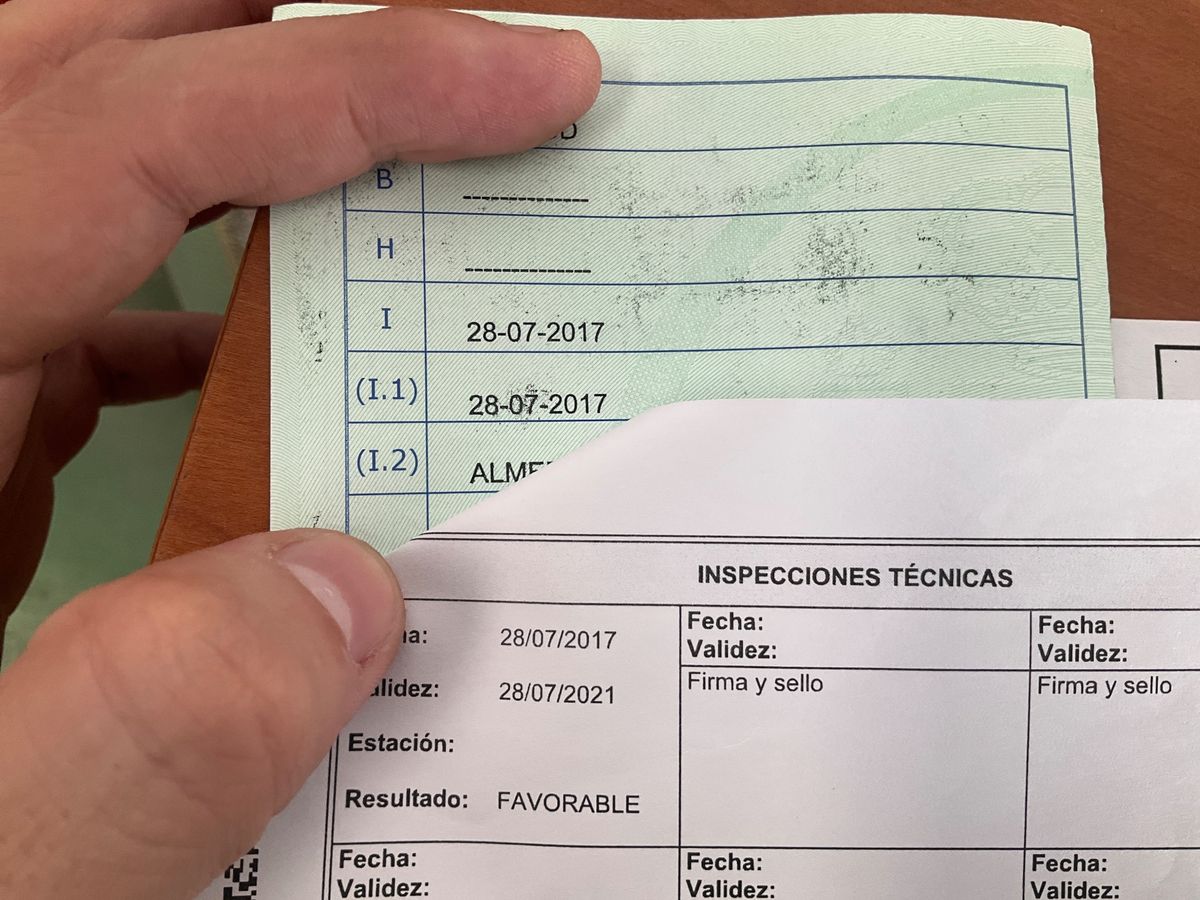 B -------------
H -------------
I 28-07-2017
(I.1) 28-07-2017
(I.2)
INSPECCIONES TÉCNICAS
28/07/2017
28/07/2021
Estación:
Resultado: FAVORABLE
Fecha:
Validez:
Firma y sello
Fecha:
Validez:
Firma y sello
Fecha:
Validez:
Fecha:
Validez:
Fecha:
Validez: